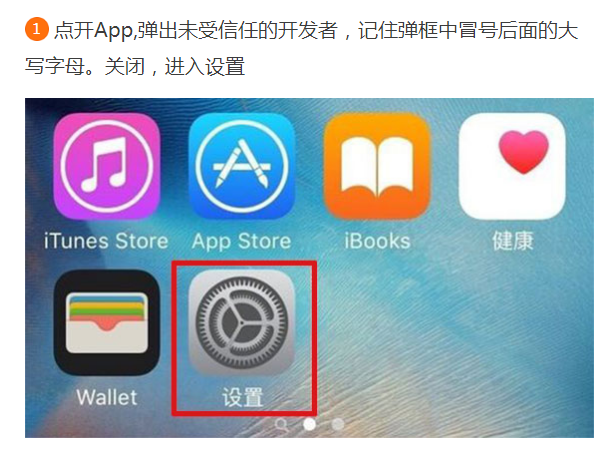 1 点开App,弹出未受信任的开发者，记住弹框中冒号后面的大
写字母。关闭，进入设置
iTunes Store App Store iBooks 健康
Wallet 设置